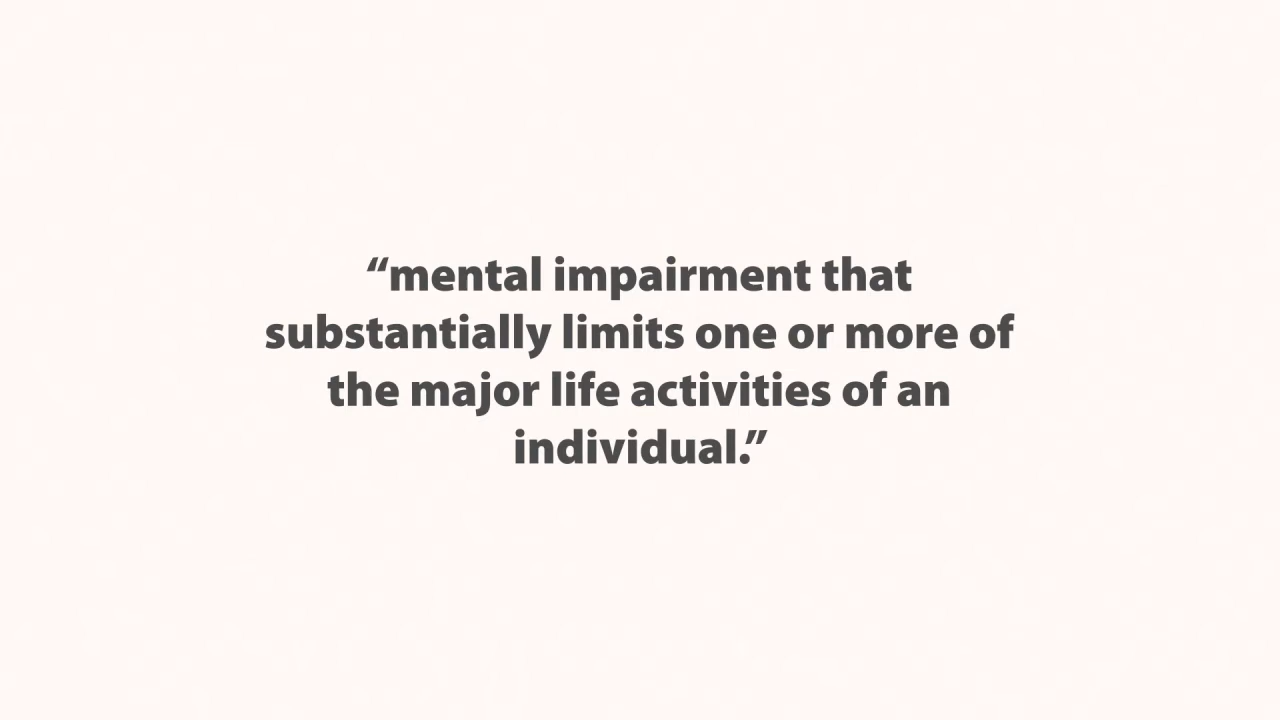 “mental impairment that
substantially limits one or more of
the major life activities of an
individual.”